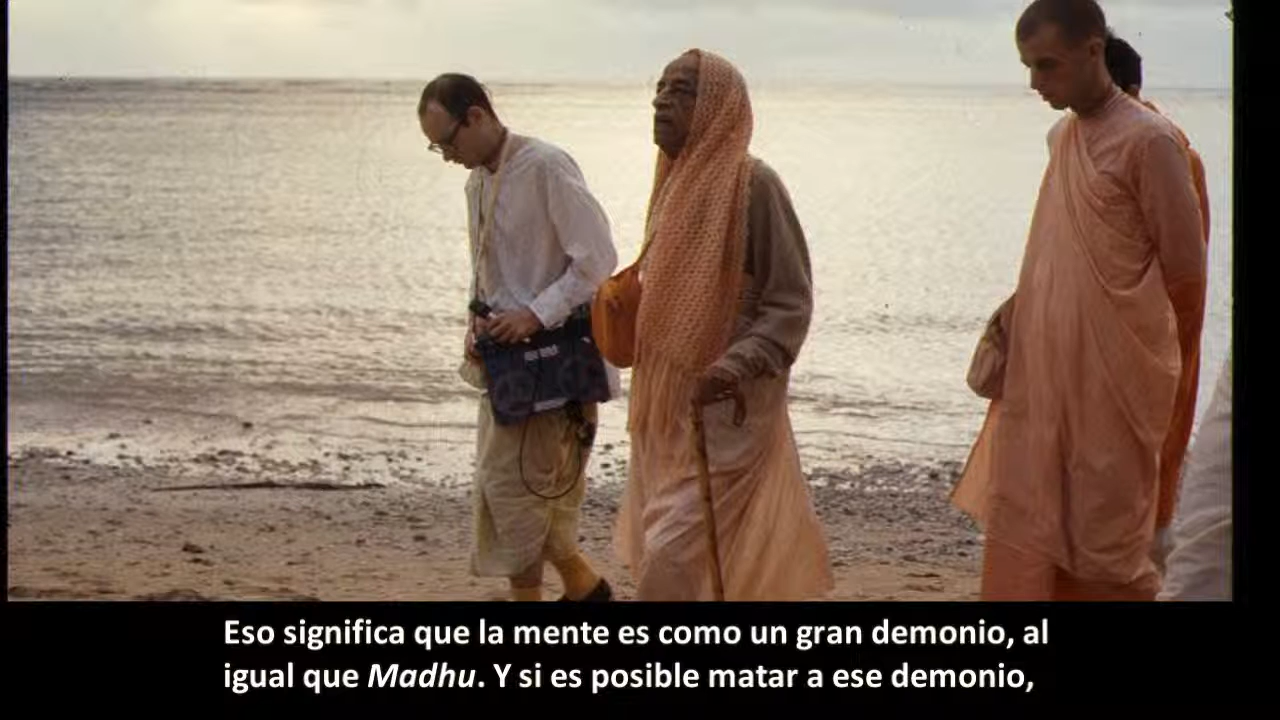 Eso significa que la mente es como un gran demonio, al
igual que Madhu. Y si es posible matar a ese demonio,